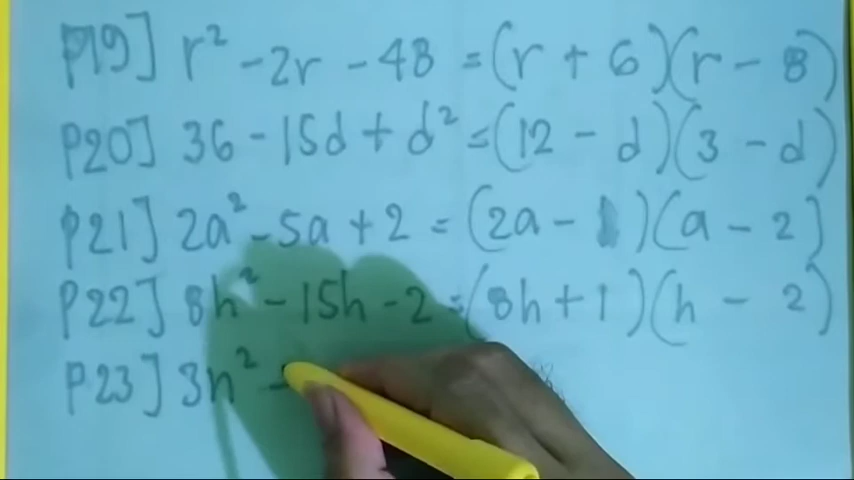 P19] r² - 2r - 48 = (r + 6)(r - 8)
P20] 36 - 15d + d² = (12 - d)(3 - d)
P21] 2a² - 5a + 2 = (2a - 1)(a - 2)
P22] 8h² - 15h - 2 = (8h + 1)(h - 2)
P23] 3n² -